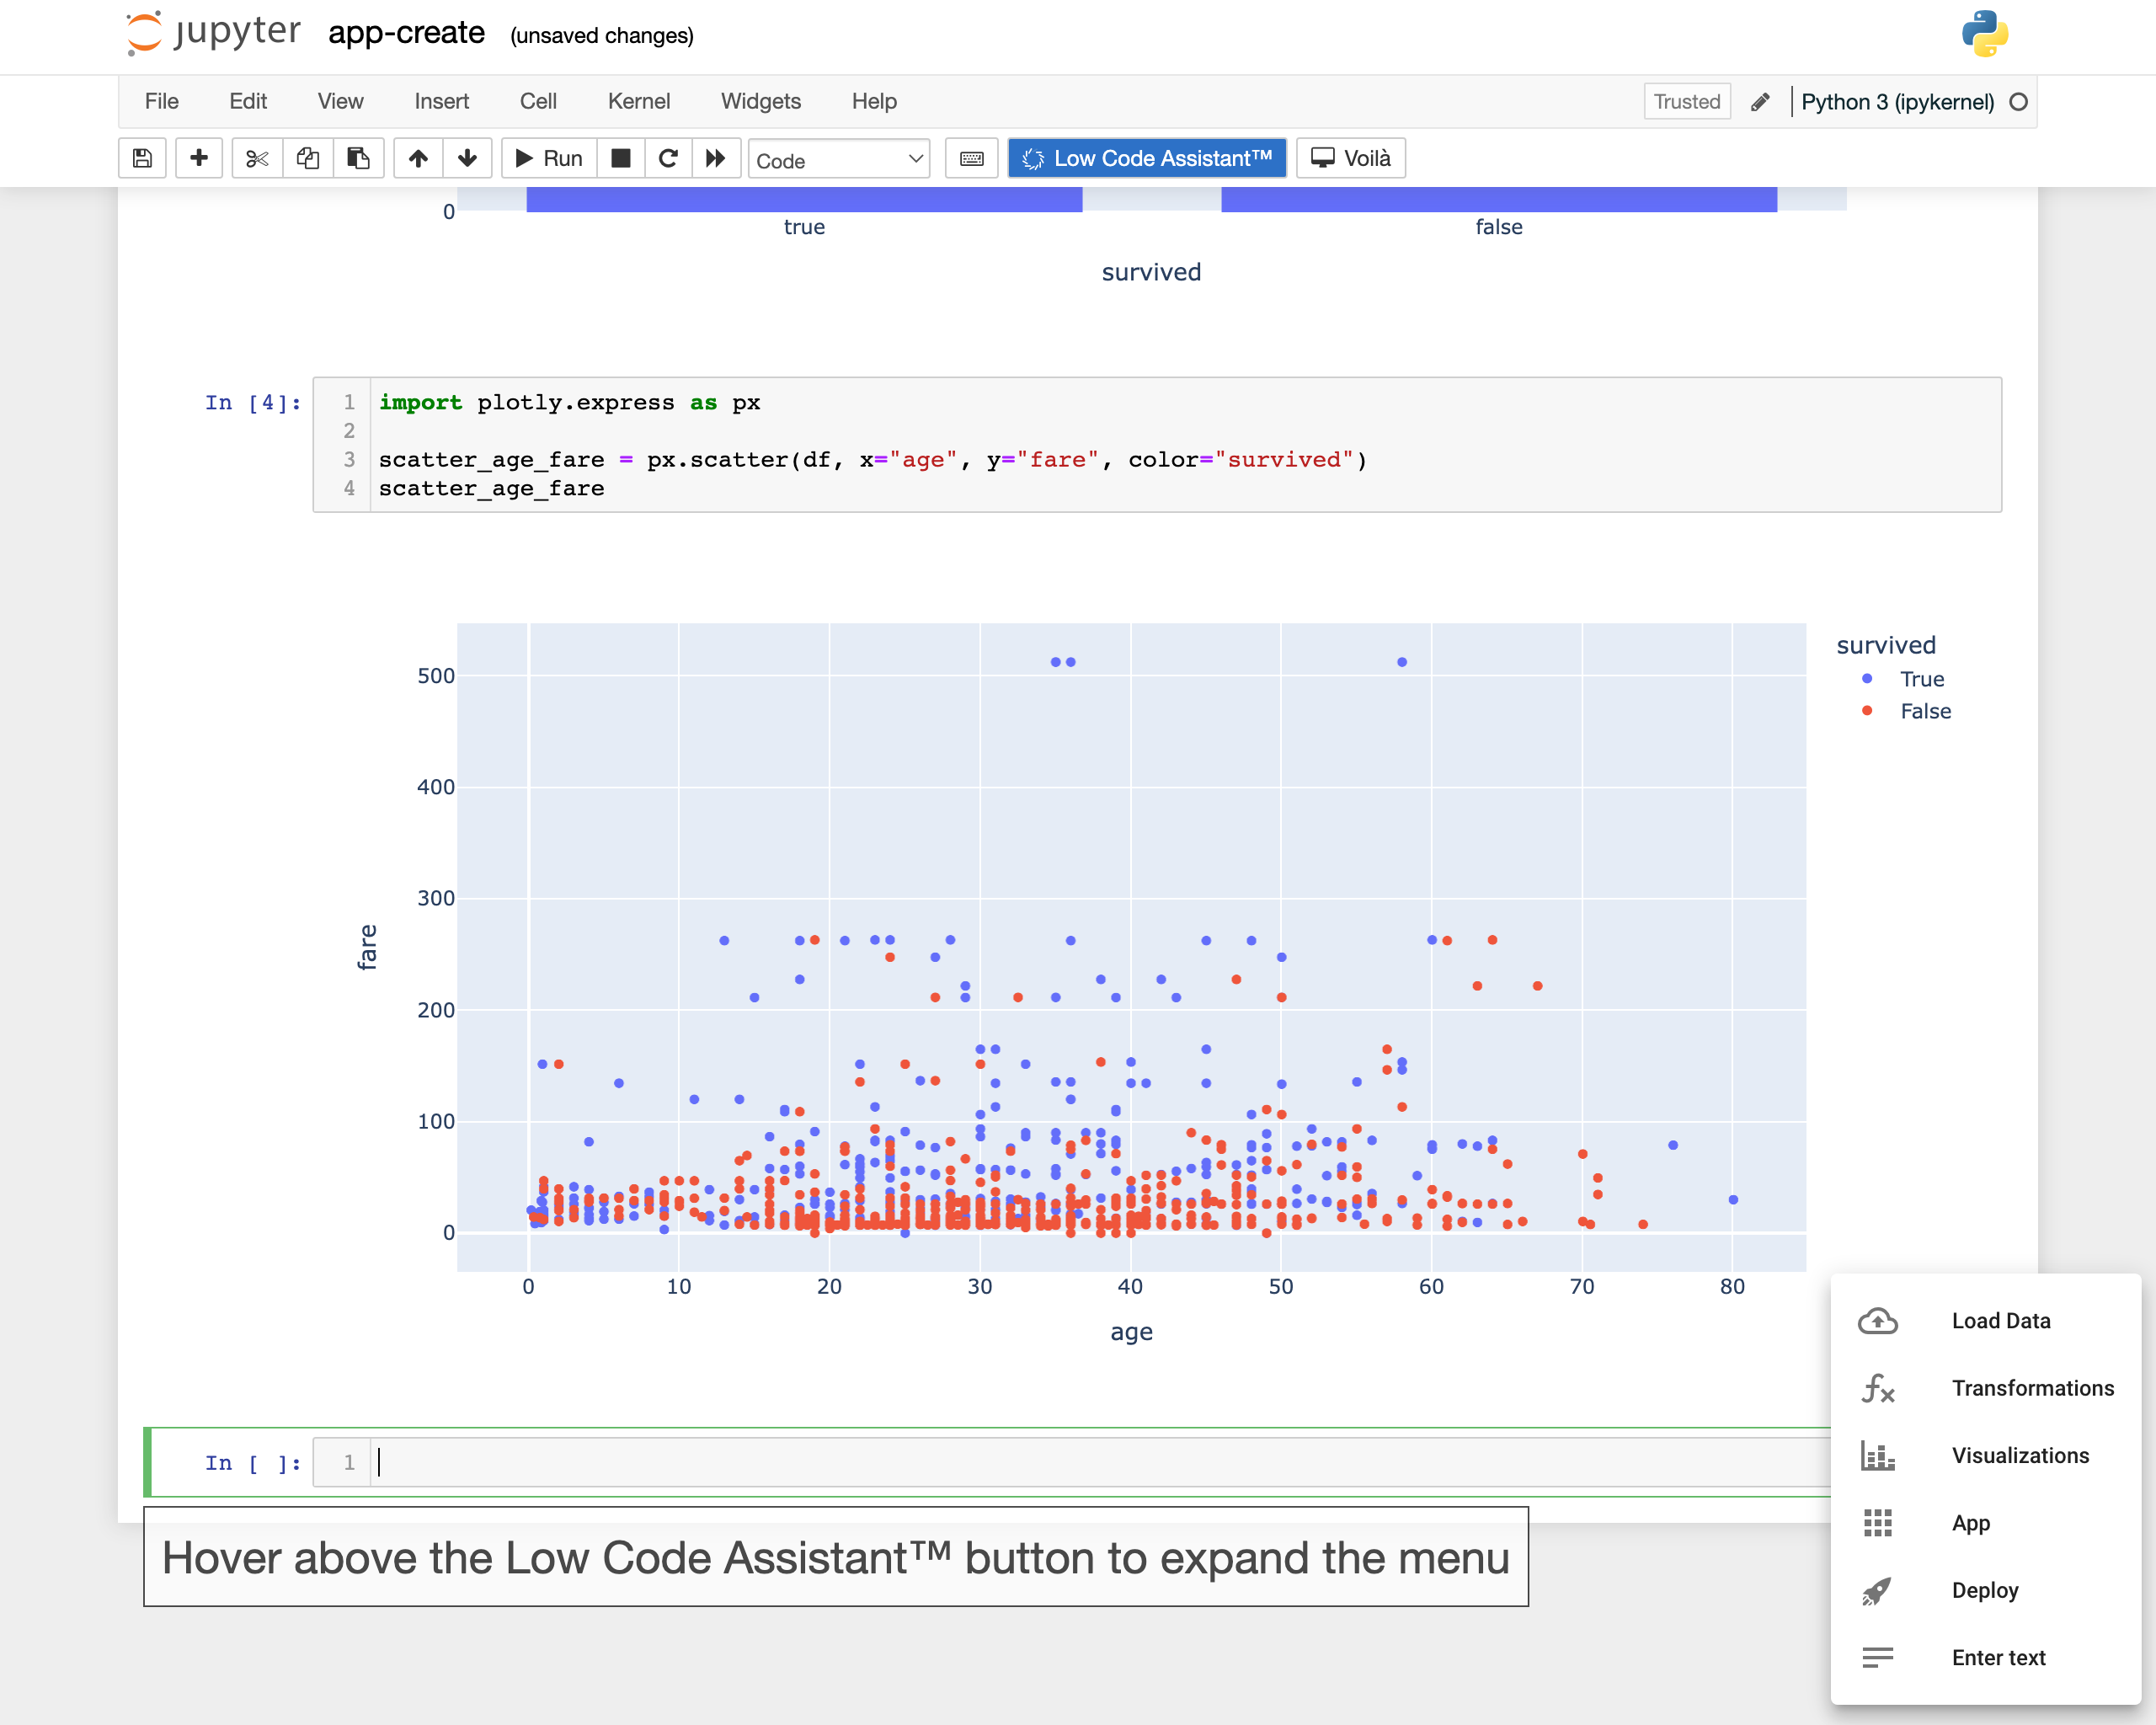 jupyter app-create (unsaved changes)
File Edit View Insert Cell Kernel Widgets Help Trusted Python 3 (ipykernel)
Run Code Low Code Assistant™ Voilà
0
true false
survived
In [4]:
1 import plotly.express as px
2
3 scatter_age_fare = px.scatter(df, x="age", y="fare", color="survived")
4 scatter_age_fare
survived
True
False
500
400
300
200
100
0
fare
0 10 20 30 40 50 60 70 80
age
In [ ]: 1
Hover above the Low Code Assistant™ button to expand the menu
Load Data
Transformations
Visualizations
App
Deploy
Enter text